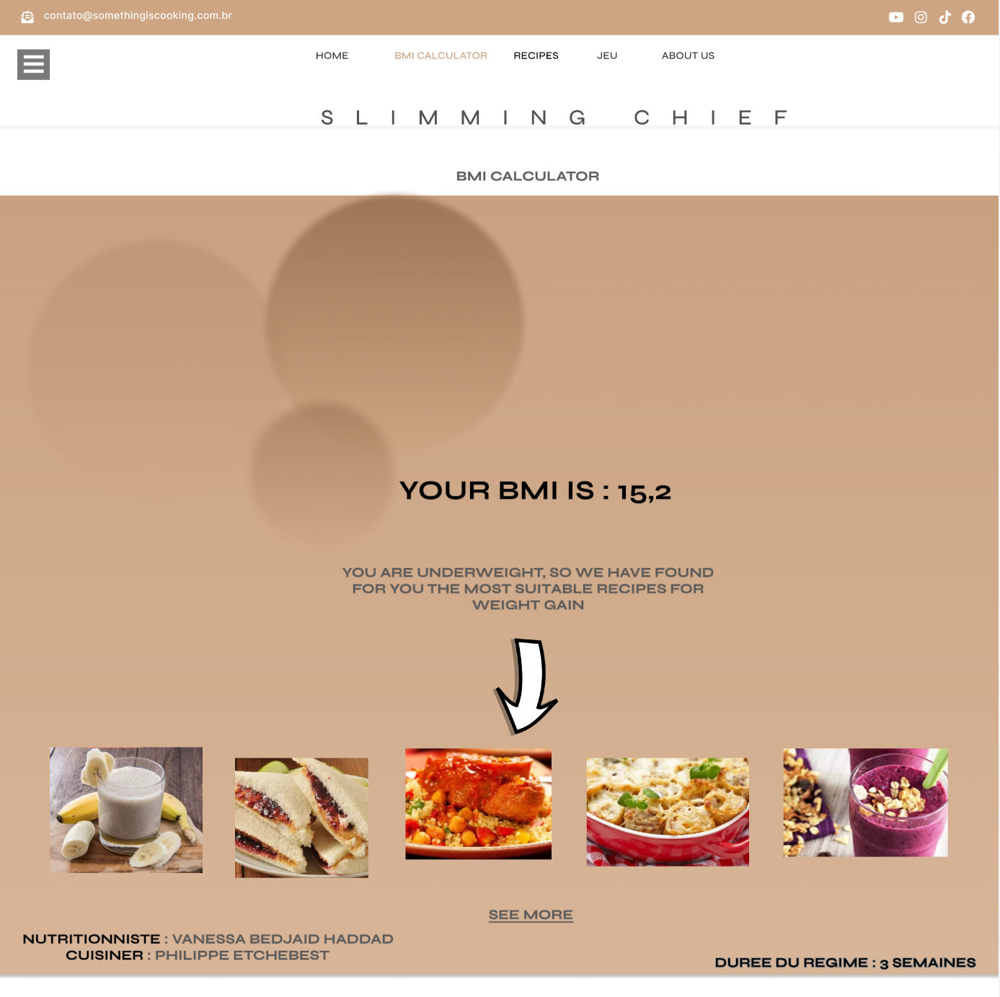 contato@somethingiscooking.com.br
HOME BMI CALCULATOR RECIPES JEU ABOUT US
SLIMMING CHIEF
BMI CALCULATOR
YOUR BMI IS : 15,2
YOU ARE UNDERWEIGHT, SO WE HAVE FOUND
FOR YOU THE MOST SUITABLE RECIPES FOR
WEIGHT GAIN
SEE MORE
NUTRITIONNISTE : VANESSA BEDJAID HADDAD
CUISINER : PHILIPPE ETCHEBEST
DUREE DU REGIME : 3 SEMAINES